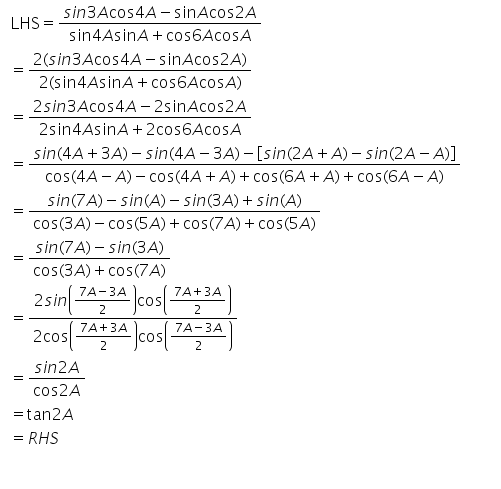 LHS = (sin3Acos4A − sinAcos2A)/(sin4AsinA + cos6AcosA)
= 2(sin3Acos4A − sinAcos2A)/2(sin4AsinA + cos6AcosA)
= (2sin3Acos4A − 2sinAcos2A)/(2sin4AsinA + 2cos6AcosA)
= (sin(4A + 3A) − sin(4A − 3A) − [sin(2A + A) − sin(2A − A)])/(cos(4A − A) − cos(4A + A) + cos(6A + A) + cos(6A − A))
= (sin(7A) − sin(A) − sin(3A) + sin(A))/(cos(3A) − cos(5A) + cos(7A) + cos(5A))
= (sin(7A) − sin(3A))/(cos(3A) + cos(7A))
= (2sin((7A − 3A)/2)cos((7A + 3A)/2))/(2cos((7A + 3A)/2)cos((7A − 3A)/2))
= sin2A/cos2A
= tan2A
= RHS